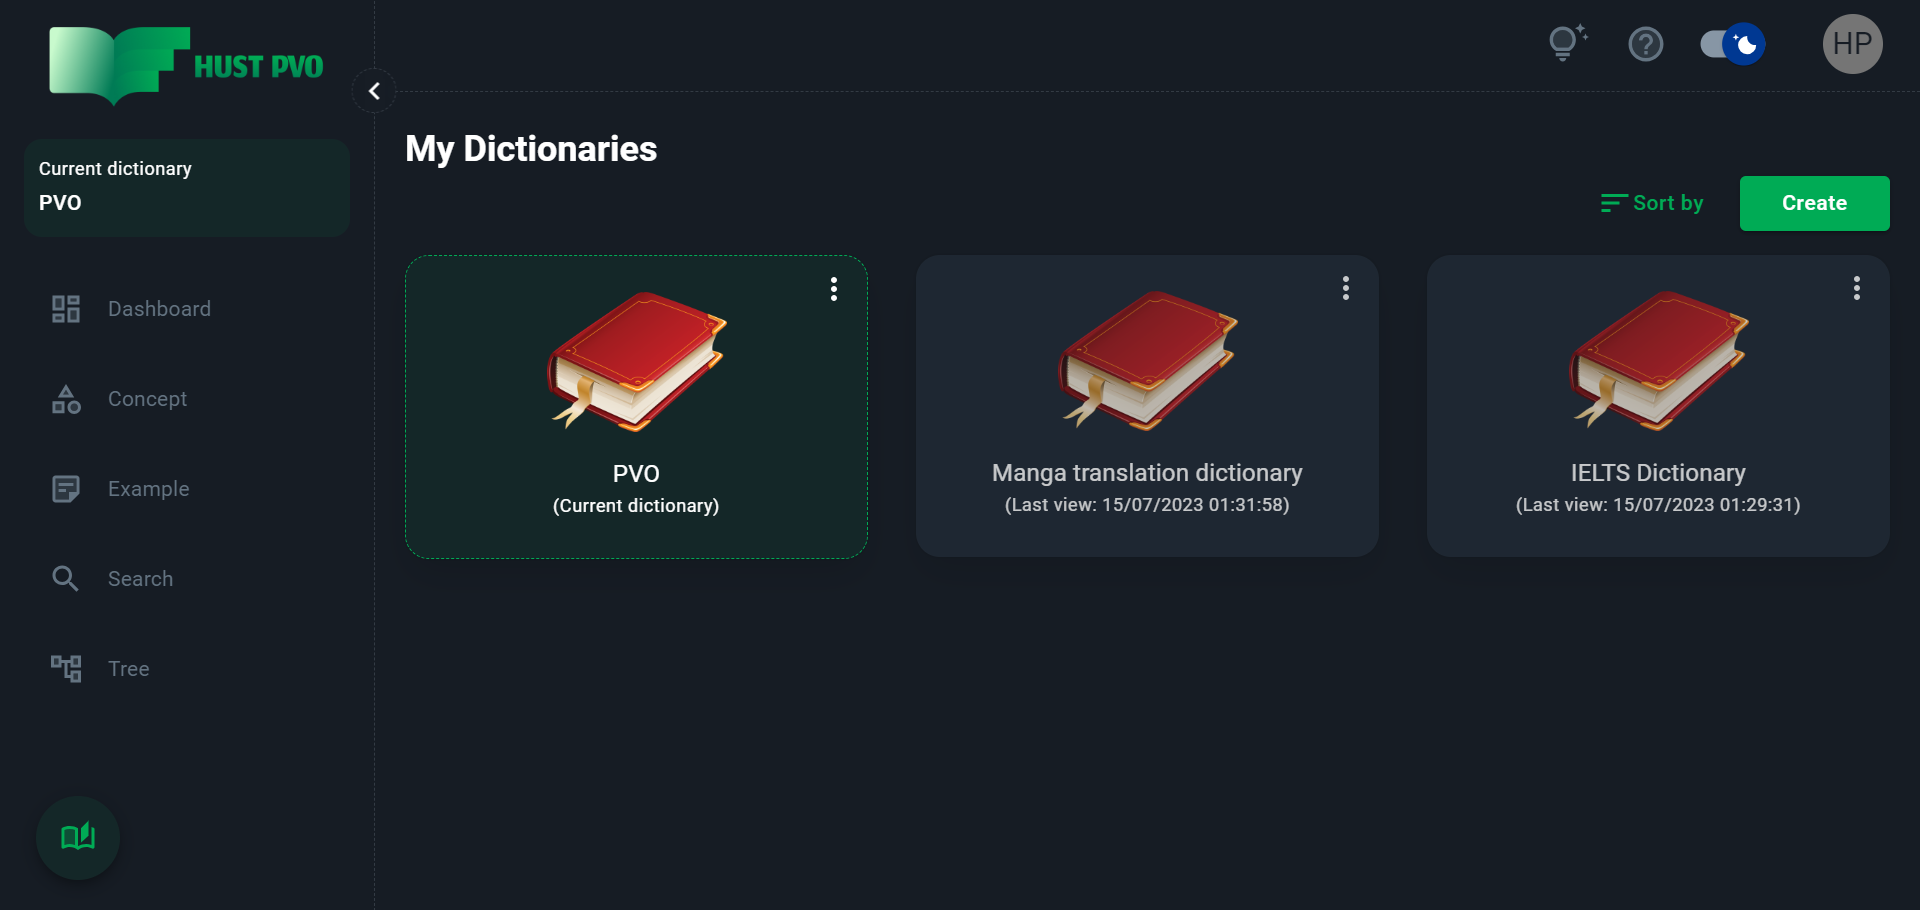 HUST PVO
Current dictionary
PVO
Dashboard
Concept
Example
Search
Tree
HP
My Dictionaries
Sort by
Create
PVO
(Current dictionary)
Manga translation dictionary
(Last view: 15/07/2023 01:31:58)
IELTS Dictionary
(Last view: 15/07/2023 01:29:31)